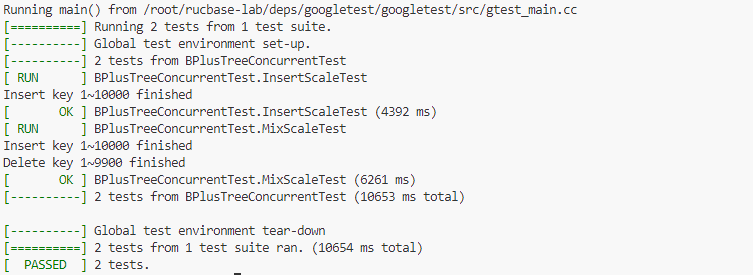 Running main() from /root/rucbase-lab/deps/googletest/googletest/src/gtest_main.cc
[==========] Running 2 tests from 1 test suite.
[----------] Global test environment set-up.
[----------] 2 tests from BPlusTreeConcurrentTest
[ RUN      ] BPlusTreeConcurrentTest.InsertScaleTest
Insert key 1~10000 finished
[       OK ] BPlusTreeConcurrentTest.InsertScaleTest (4392 ms)
[ RUN      ] BPlusTreeConcurrentTest.MixScaleTest
Insert key 1~10000 finished
Delete key 1~9900 finished
[       OK ] BPlusTreeConcurrentTest.MixScaleTest (6261 ms)
[----------] 2 tests from BPlusTreeConcurrentTest (10653 ms total)

[----------] Global test environment tear-down
[==========] 2 tests from 1 test suite ran. (10654 ms total)
[  PASSED  ] 2 tests.